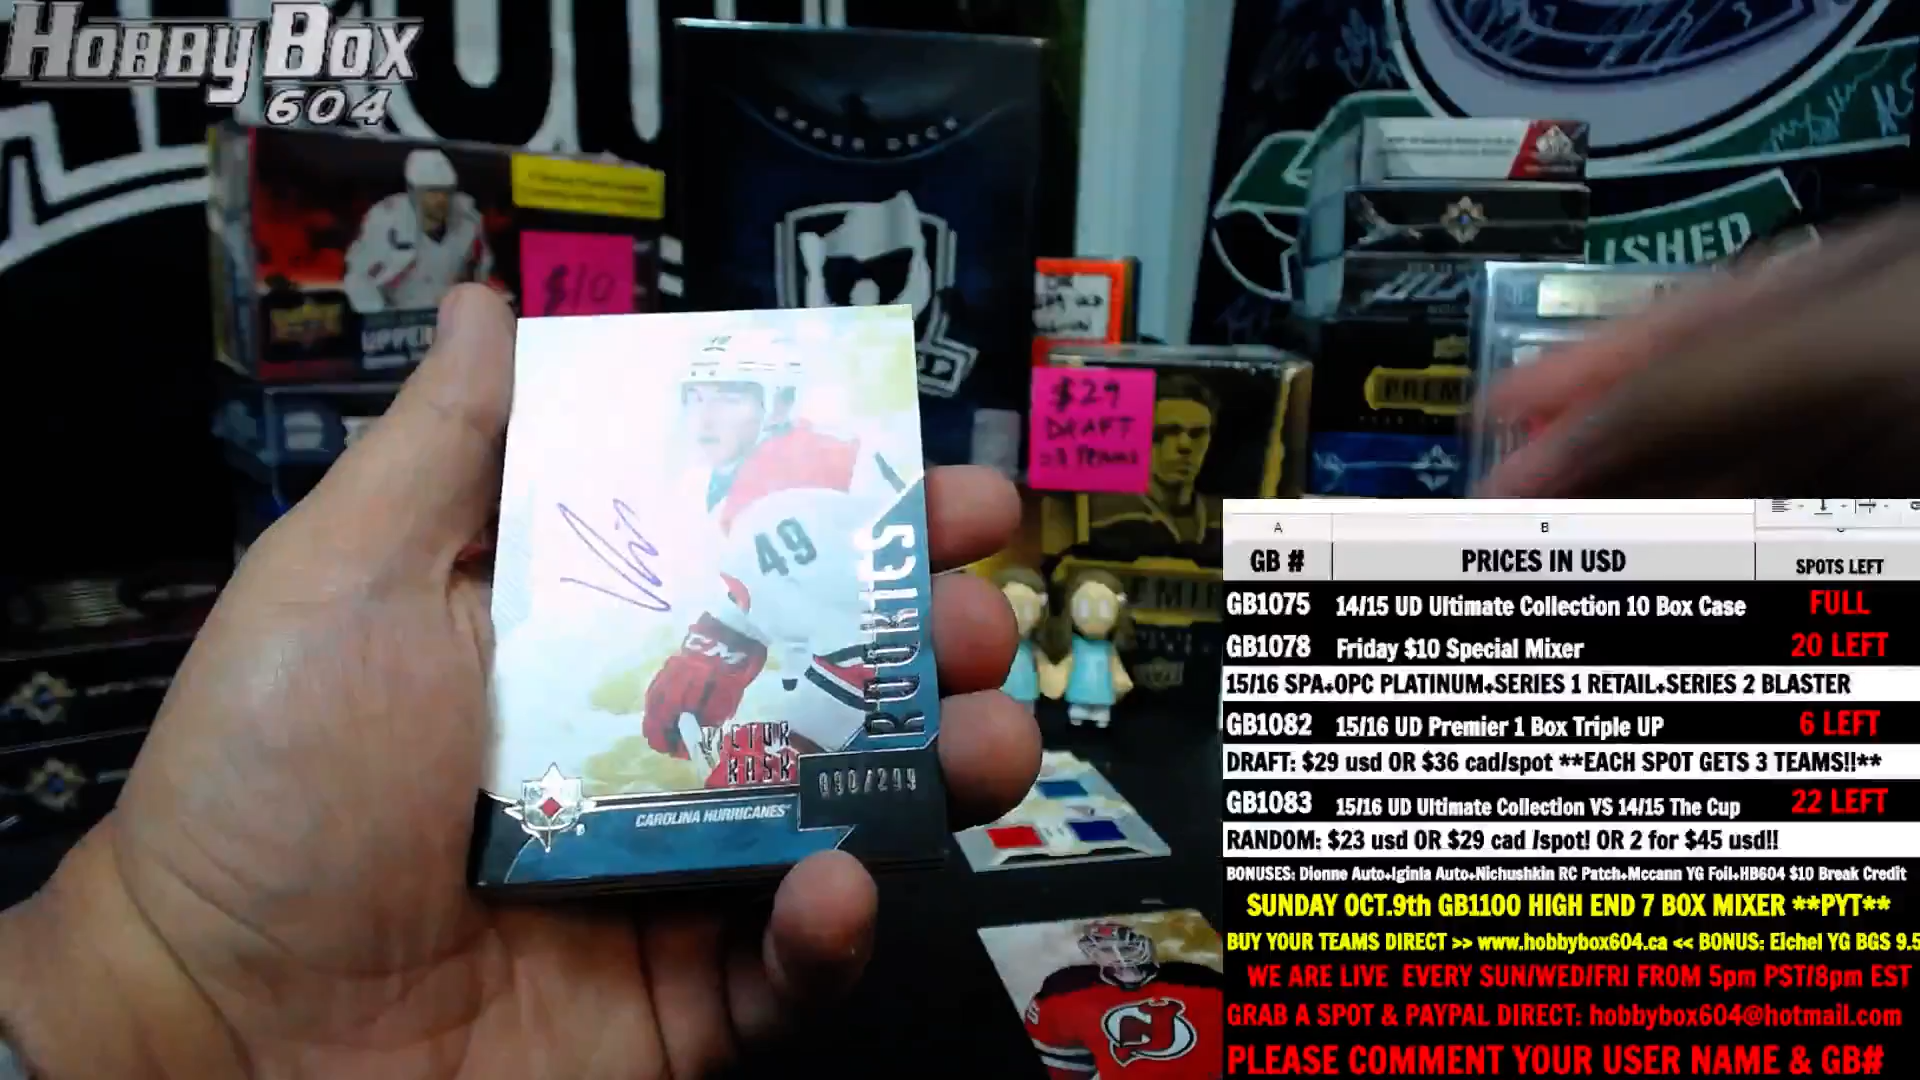 HOBBYBOX
604
UPPER DECK
$10
$29
DRAFT
LISHED
PREM
49
CCM
ROOKIES
VICTOR
RASK
CAROLINA HURRICANES
A
B
GB #
PRICES IN USD
SPOTS LEFT
GB1075
14/15 UD Ultimate Collection 10 Box Case
FULL
GB1078
Friday $10 Special Mixer
20 LEFT
15/16 SPA+OPC PLATINUM+SERIES 1 RETAIL+SERIES 2 BLASTER
GB1082
15/16 UD Premier 1 Box Triple UP
6 LEFT
DRAFT: $29 usd OR $36 cad/spot **EACH SPOT GETS 3 TEAMS!!**
GB1083
15/16 UD Ultimate Collection VS 14/15 The Cup
22 LEFT
RANDOM: $23 usd OR $29 cad /spot! OR 2 for $45 usd!!
BONUSES: Dionne Auto+Iginla Auto+Nichushkin RC Patch+Mccann YG Foil+HB604 $10 Break Credit
SUNDAY OCT.9th GB1100 HIGH END 7 BOX MIXER **PYT**
BUY YOUR TEAMS DIRECT >> www.hobbybox604.ca << BONUS: Eichel YG BGS 9.5
WE ARE LIVE EVERY SUN/WED/FRI FROM 5pm PST/8pm EST
GRAB A SPOT & PAYPAL DIRECT: hobbybox604@hotmail.com
PLEASE COMMENT YOUR USER NAME & GB#